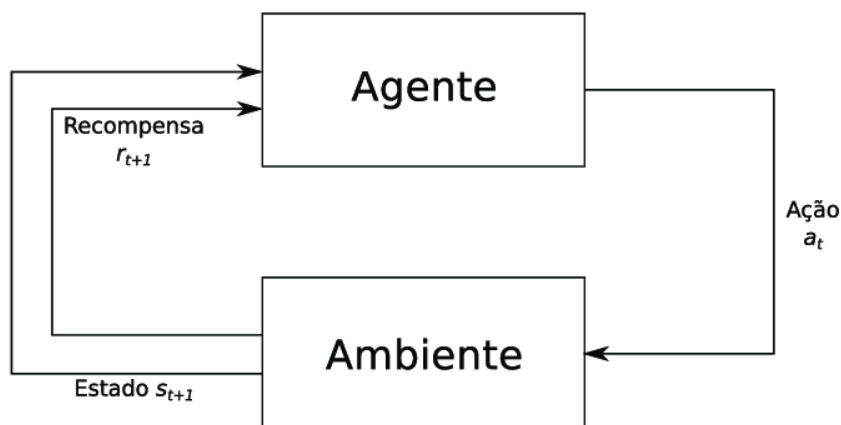 Agente
Recompensa
r_{t+1}
Ação
a_t
Ambiente
Estado s_{t+1}